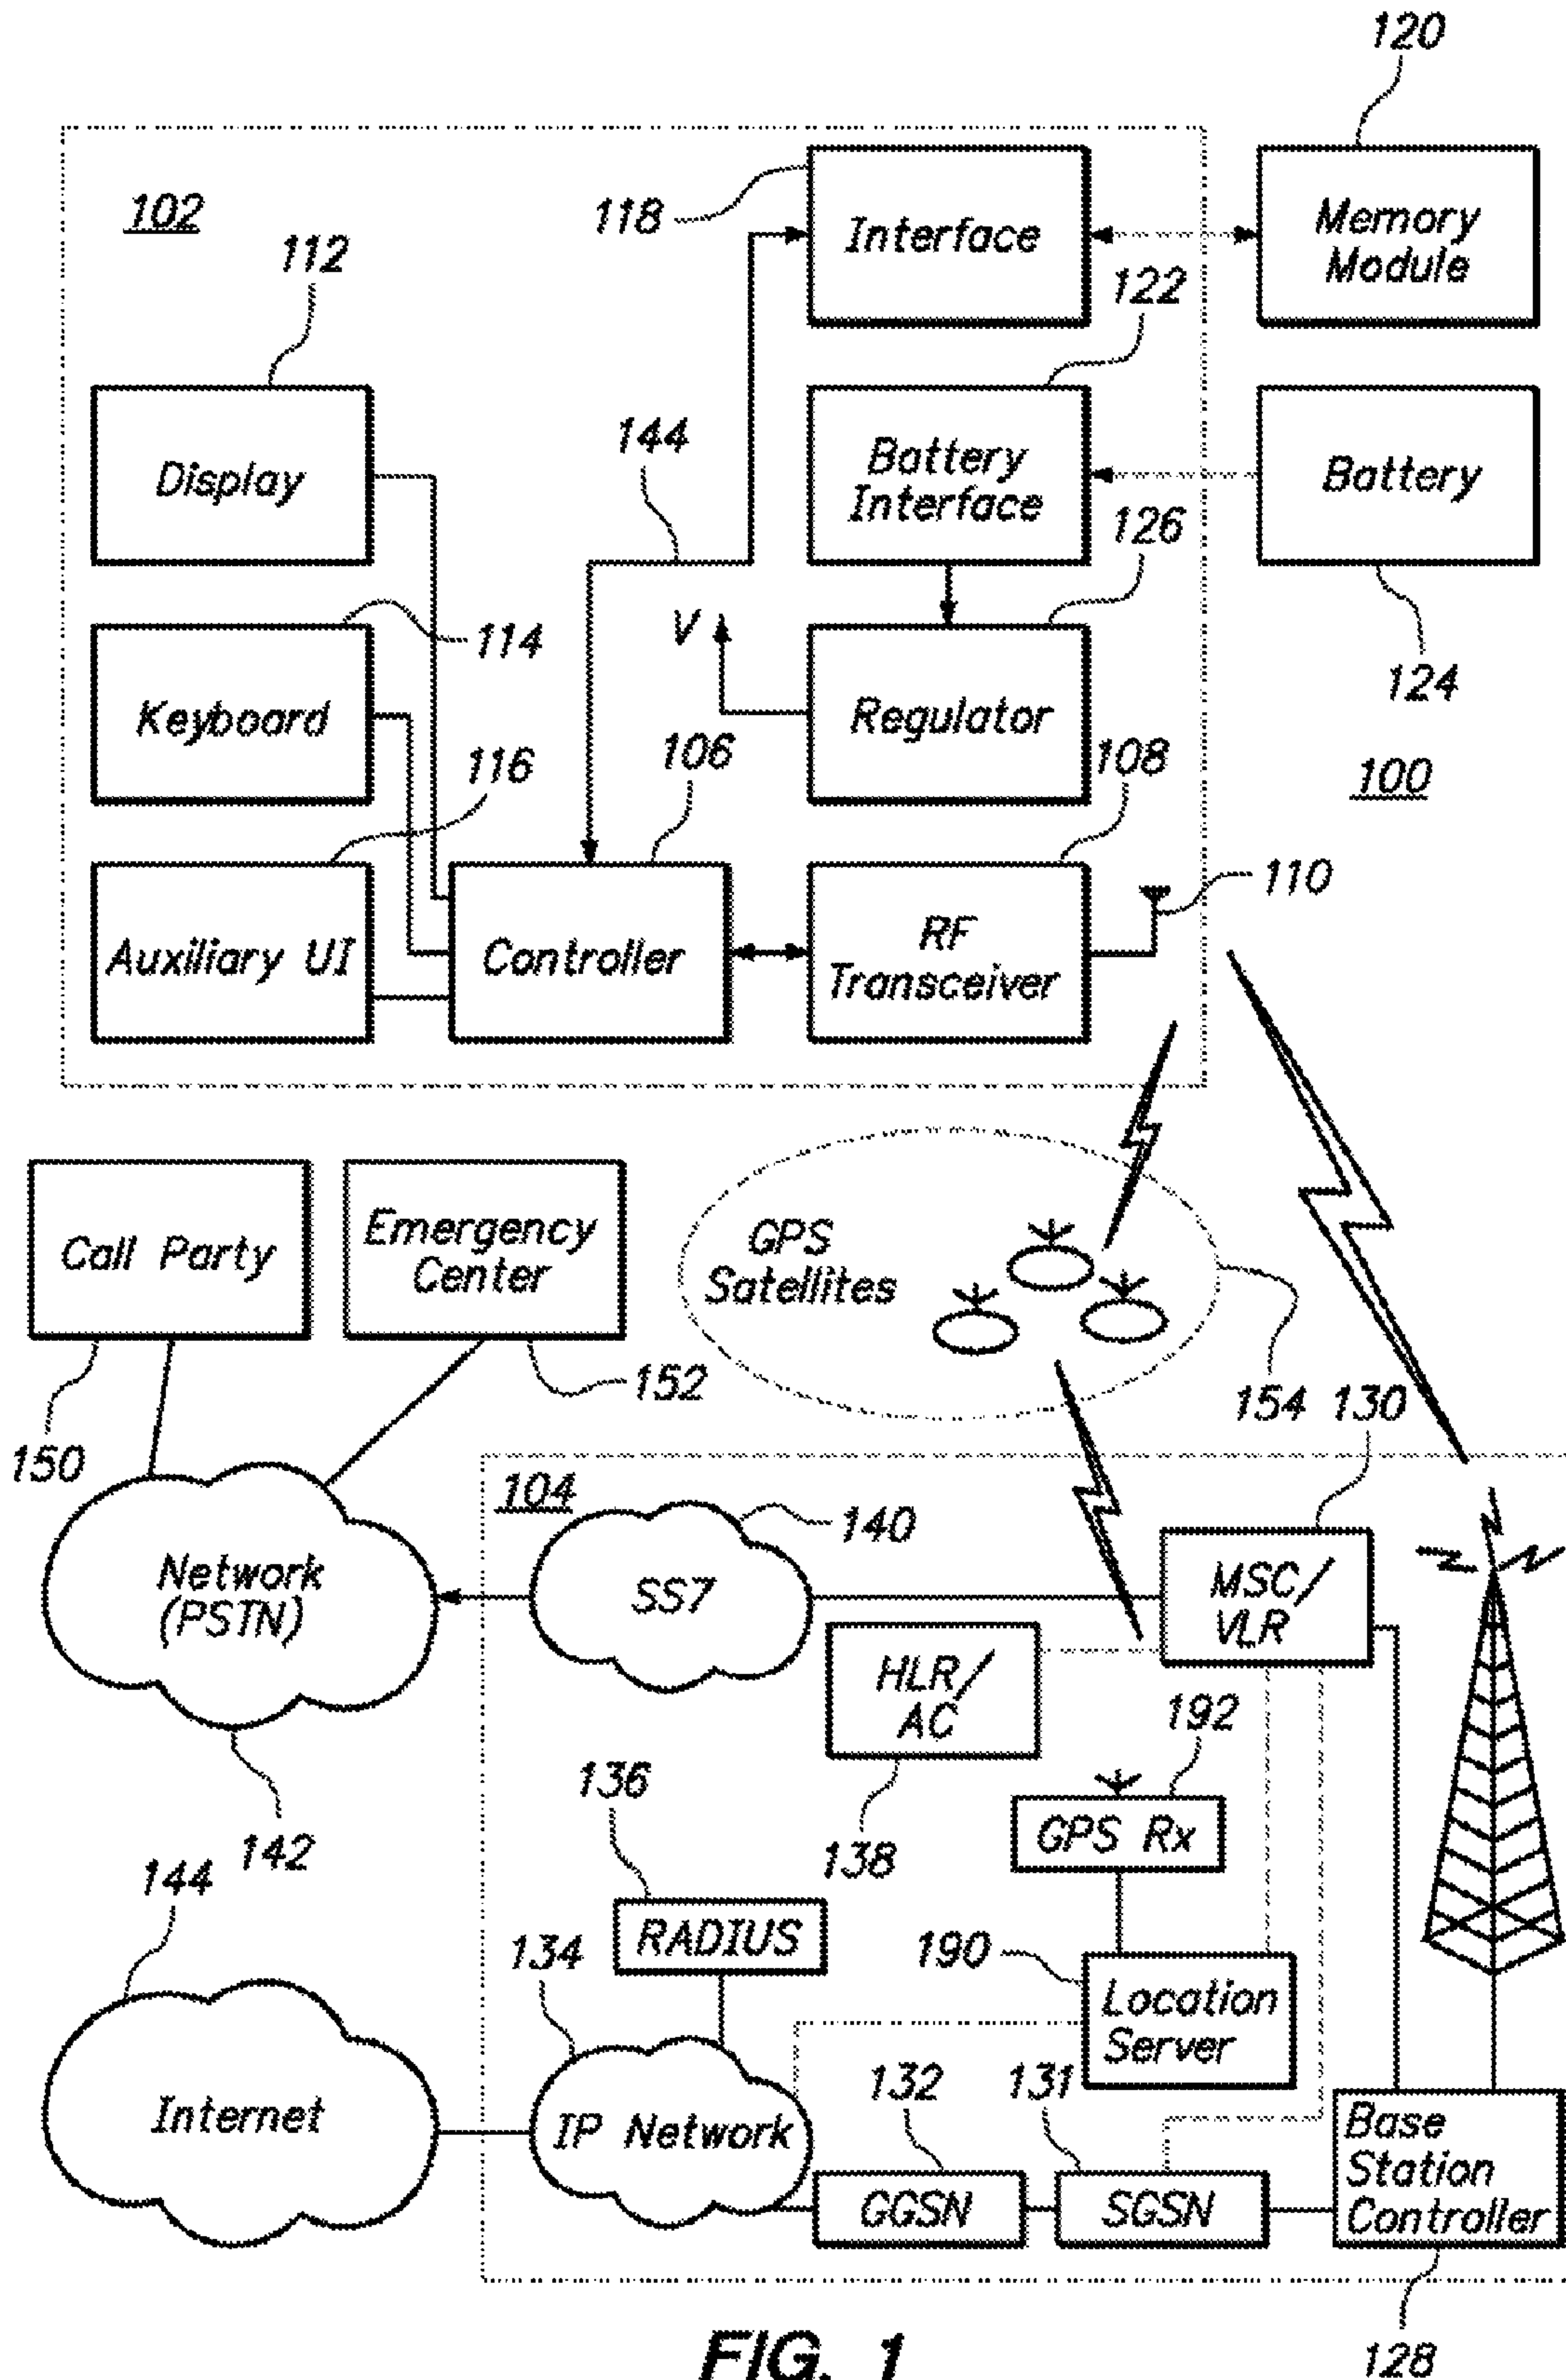 120
102
118
Interface
Memory
Module
112
122
144
Display
Battery
Interface
Battery
126
114
V
124
Keyboard
Regulator
116
106
108
100
110
Auxiliary UI
Controller
RF
Transceiver
Call Party
Emergency
Center
GPS
Satellites
152
154
130
150
104
140
Network
(PSTN)
SS7
MSC/
VLR
HLR/
AC
192
136
GPS Rx
142
138
144
RADIUS
134
190
Location
Server
132
131
Internet
IP Network
Base
Station
Controller
GGSN
SGSN
128
FIG. 1